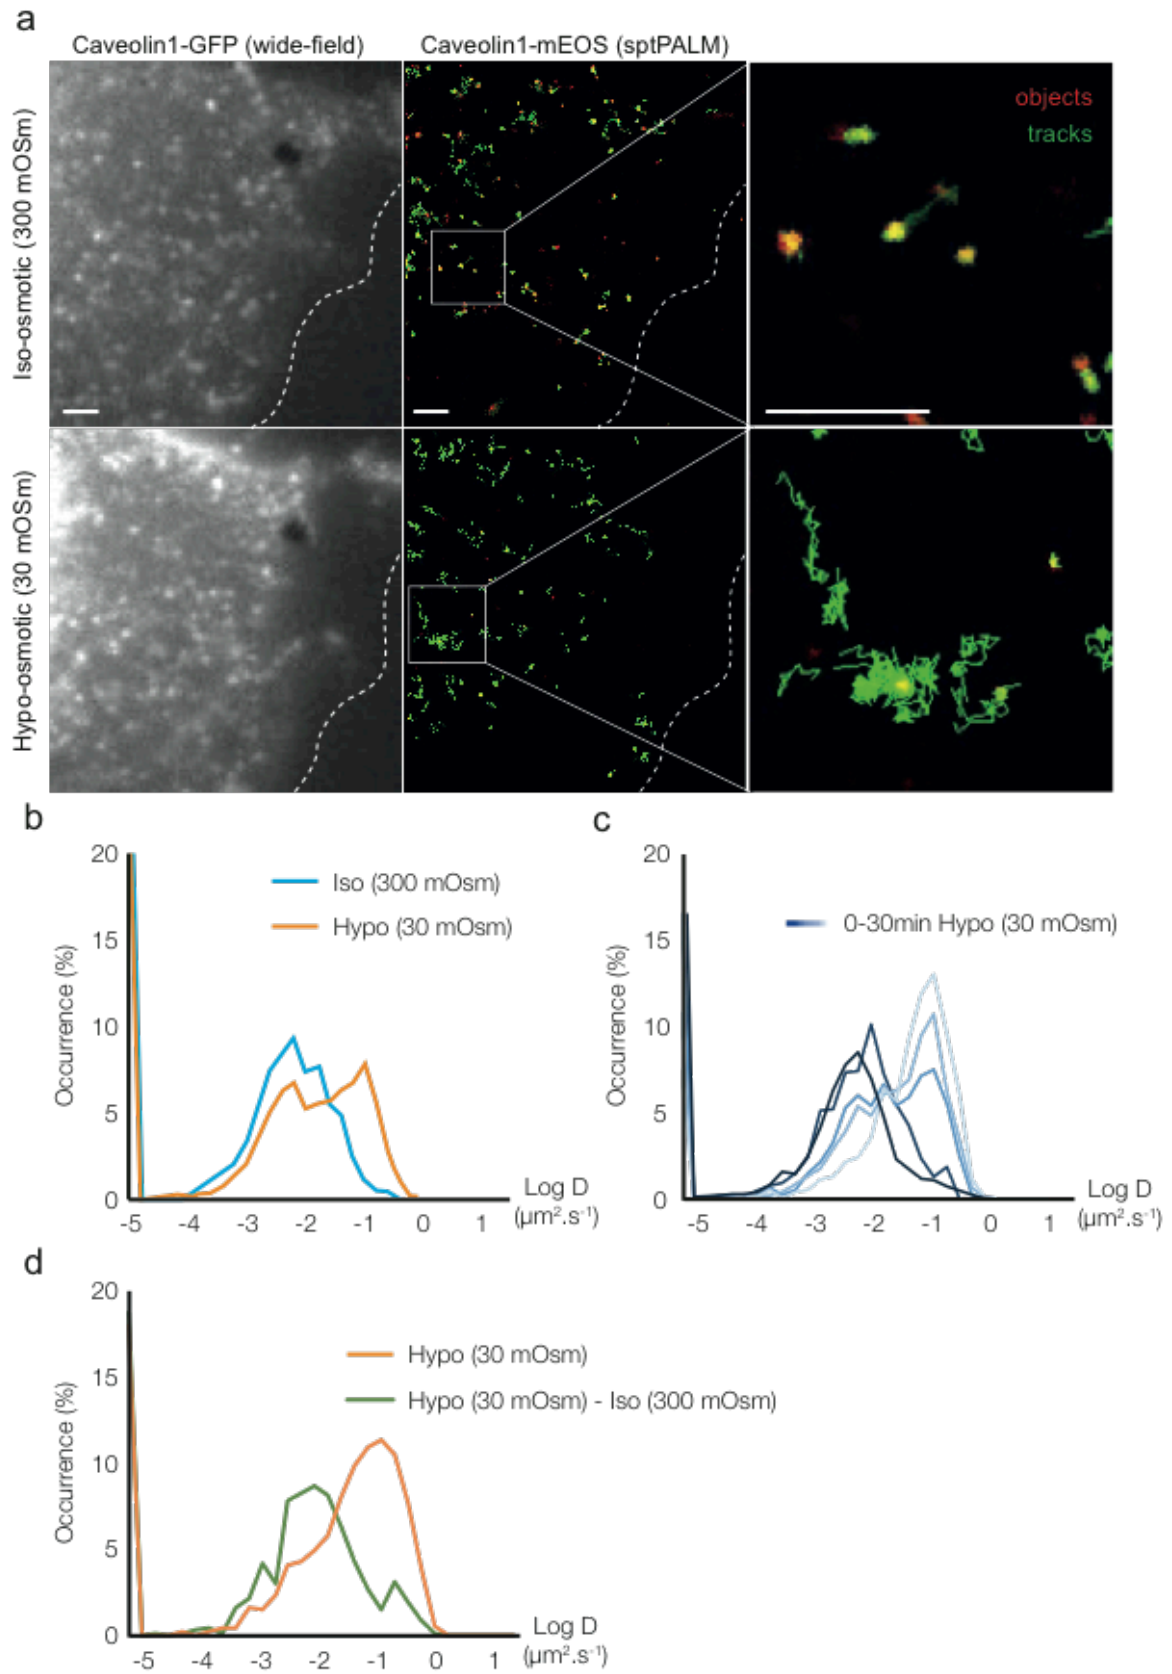 a
Caveolin1-GFP (wide-field)
Caveolin1-mEOS (sptPALM)
Iso-osmotic (300 mOSm)
objects
tracks
Hypo-osmotic (30 mOSm)
b
20
15
10
5
0
Occurrence (%)
Iso (300 mOsm)
Hypo (30 mOsm)
-5 -4 -3 -2 -1 0 1
Log D
(µm².s⁻¹)
c
20
15
10
5
0
Occurrence (%)
0-30min Hypo (30 mOsm)
-5 -4 -3 -2 -1 0 1
Log D
(µm².s⁻¹)
d
20
15
10
5
0
Occurrence (%)
Hypo (30 mOsm)
Hypo (30 mOsm) - Iso (300 mOsm)
-5 -4 -3 -2 -1 0 1
Log D
(µm².s⁻¹)